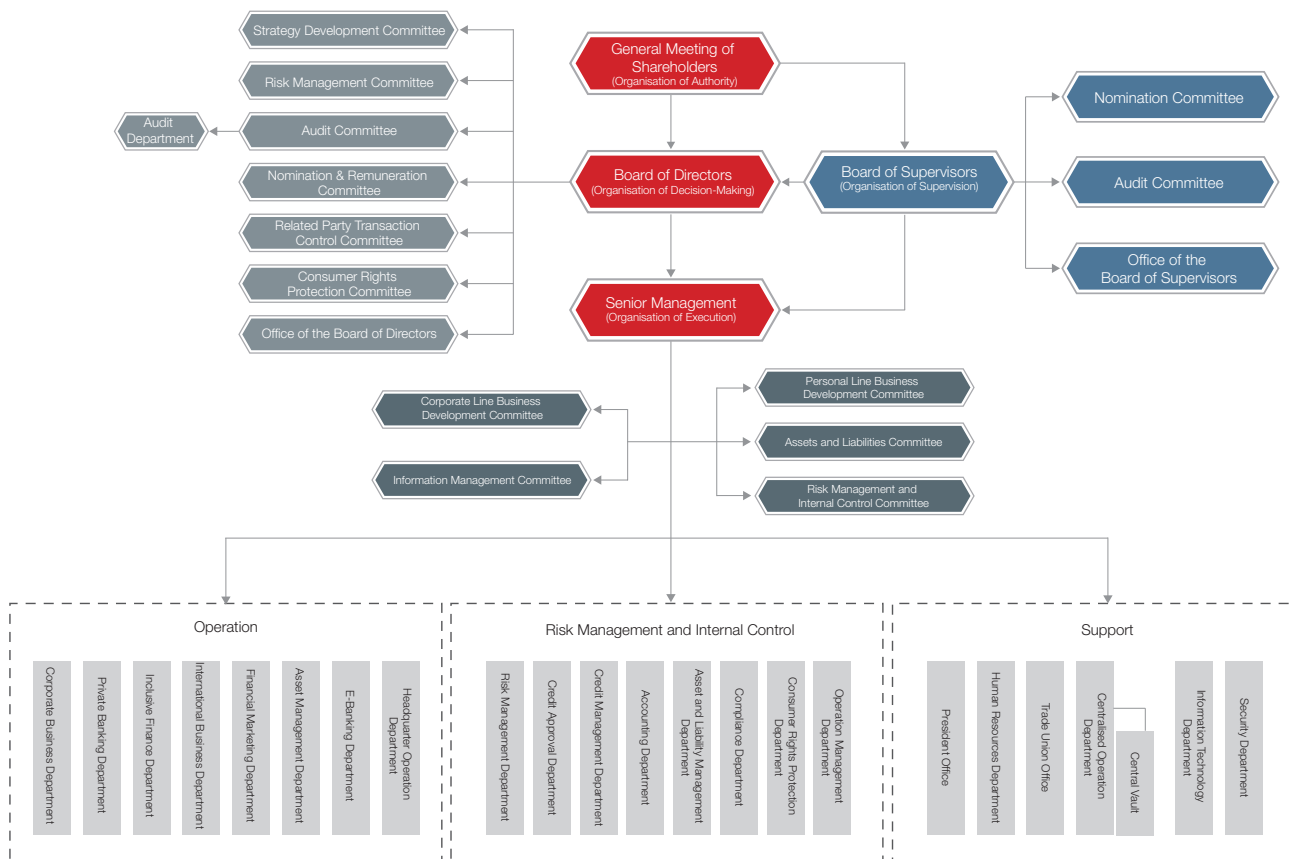 Strategy Development Committee
Risk Management Committee
Audit
Department
Audit Committee
Nomination & Remuneration
Committee
Related Party Transaction
Control Committee
Consumer Rights
Protection Committee
Office of the Board of Directors
General Meeting of
Shareholders
(Organisation of Authority)
Board of Directors
(Organisation of Decision-Making)
Board of Supervisors
(Organisation of Supervision)
Senior Management
(Organisation of Execution)
Nomination Committee
Audit Committee
Office of the
Board of Supervisors
Corporate Line Business
Development Committee
Information Management Committee
Personal Line Business
Development Committee
Assets and Liabilities Committee
Risk Management and
Internal Control Committee
Operation
Corporate Business Department
Private Banking Department
Inclusive Finance Department
International Business Department
Financial Marketing Department
Asset Management Department
E-Banking Department
Headquarter Operation
Department
Risk Management and Internal Control
Risk Management Department
Credit Approval Department
Credit Management Department
Accounting Department
Asset and Liability Management
Department
Compliance Department
Consumer Rights Protection
Department
Operation Management
Department
Support
President Office
Human Resources Department
Trade Union Office
Centralised Operation
Department
Central Vault
Information Technology
Department
Security Department